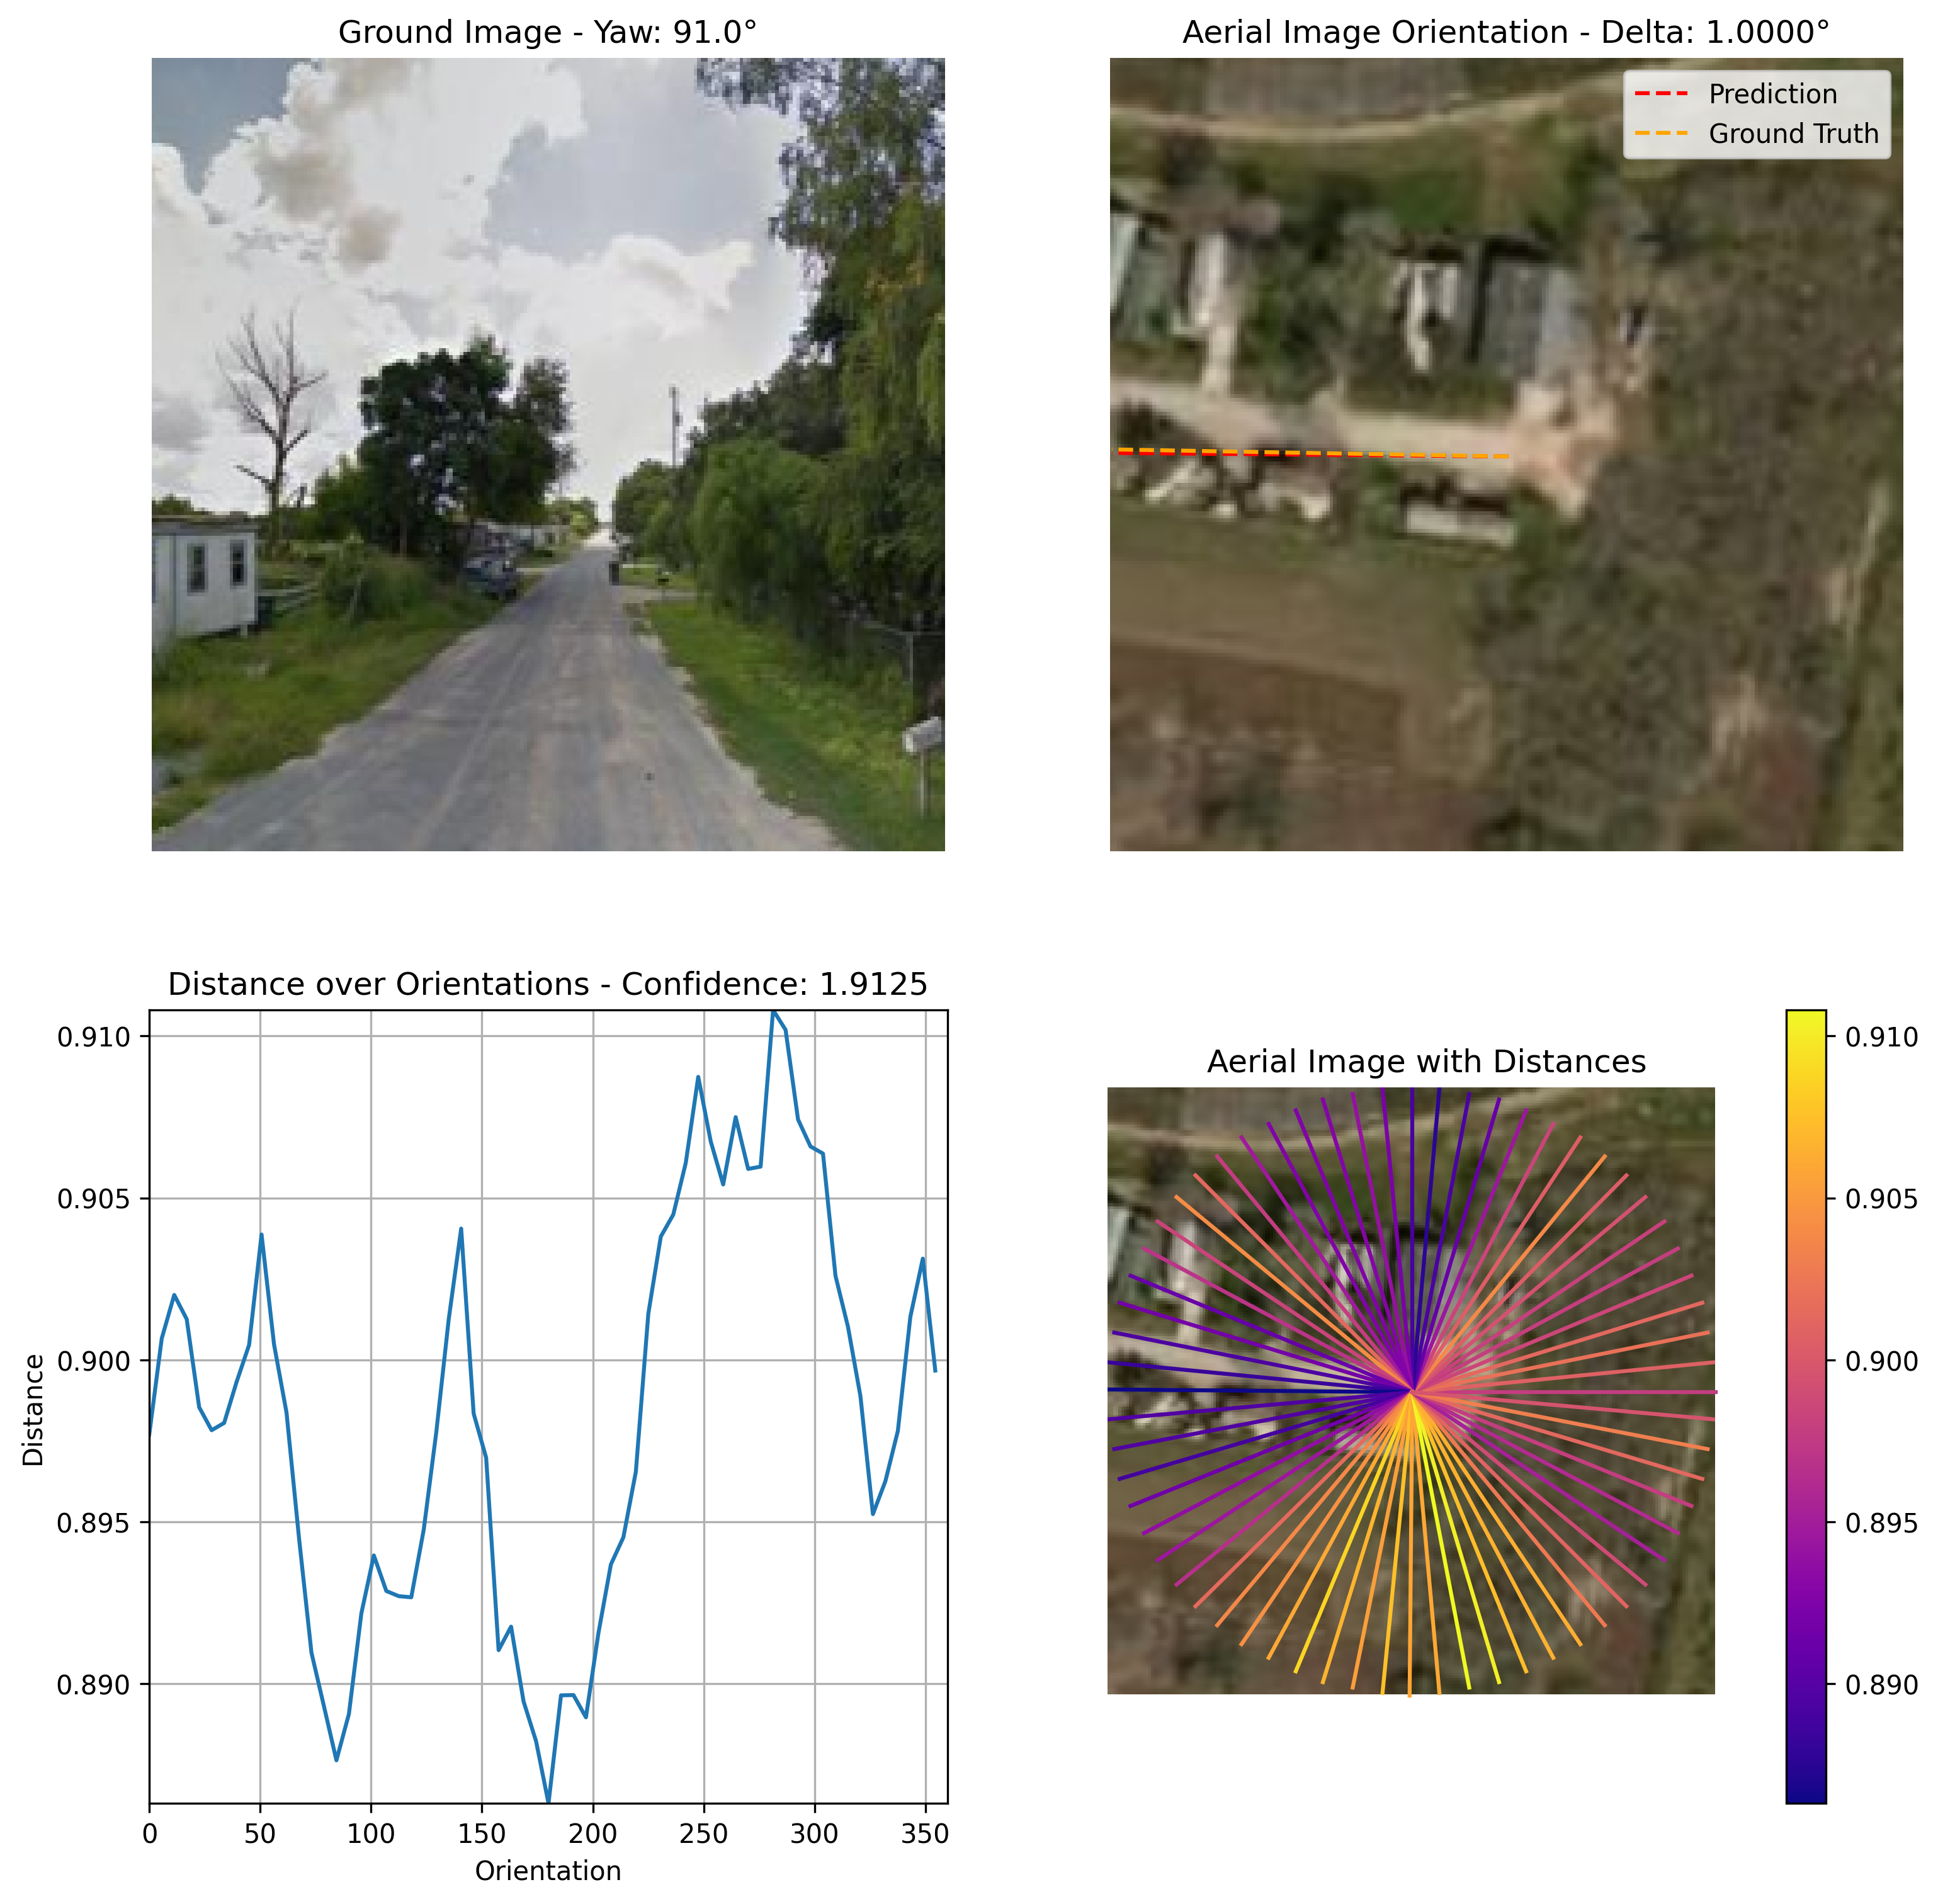 Ground Image - Yaw: 91.0°
Aerial Image Orientation - Delta: 1.0000°
Prediction
Ground Truth
Distance over Orientations - Confidence: 1.9125
0.910
0.905
0.900
0.895
0.890
Distance
0
50
100
150
200
250
300
350
Orientation
Aerial Image with Distances
0.910
0.905
0.900
0.895
0.890